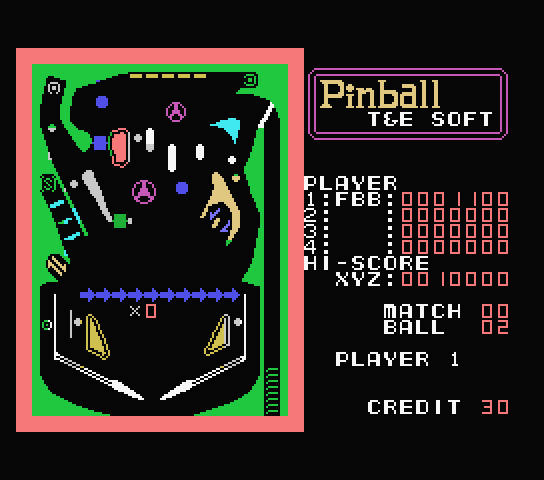 Pinball
T&E SOFT
PLAYER
1:FBB:0001100
2: :0000000
3: :0000000
4: :0000000
HI-SCORE
XYZ:0010000
×0
MATCH 00
BALL 02
PLAYER 1
CREDIT 30